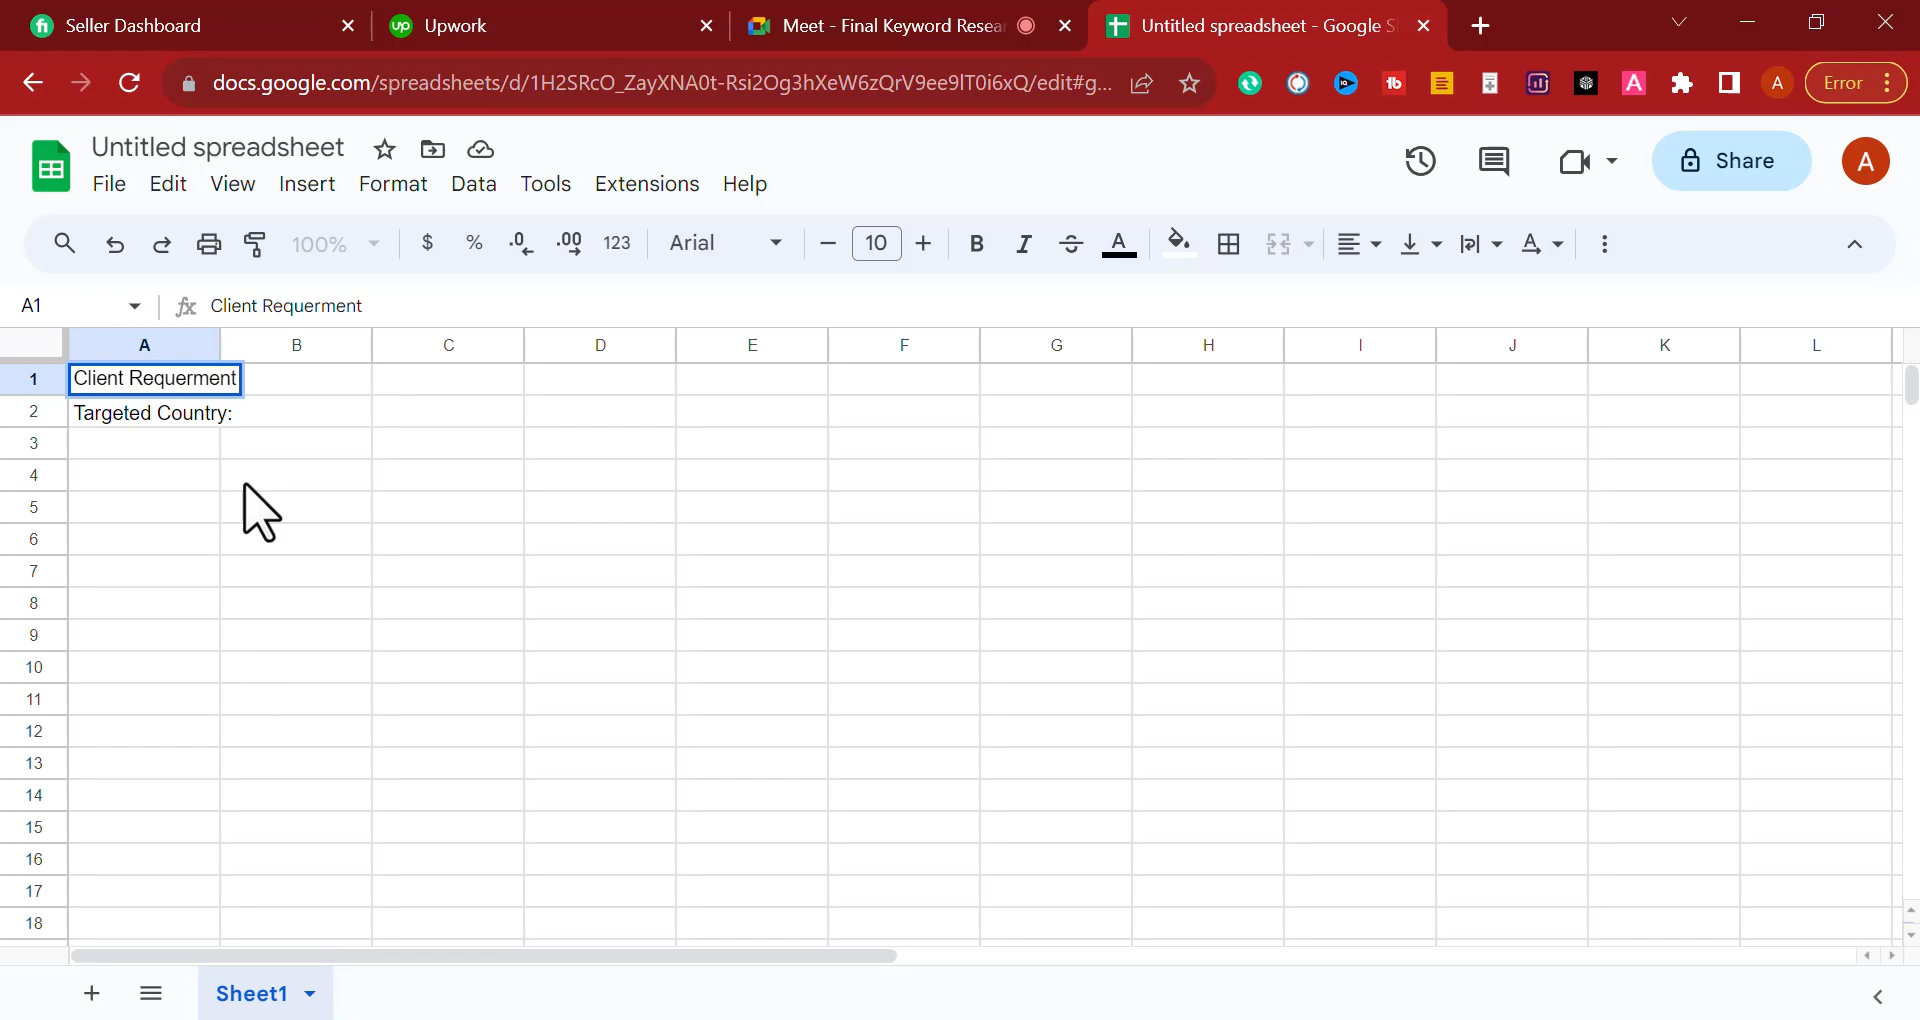 Seller Dashboard
Upwork
Meet - Final Keyword Resear
Untitled spreadsheet - Google S
docs.google.com/spreadsheets/d/1H2SRcO_ZayXNA0t-Rsi2Og3hXeW6zQrV9ee9lT0i6xQ/edit#g...
A
A
Error
Untitled spreadsheet
File Edit View Insert Format Data Tools Extensions Help
Share
A
100% $ % .0 .00 123 Arial 10 B I A A
A1 Client Requerment
A B C D E F G H I J K L
1 Client Requerment
2 Targeted Country:
3
4
5
6
7
8
9
10
11
12
13
14
15
16
17
18
Sheet1